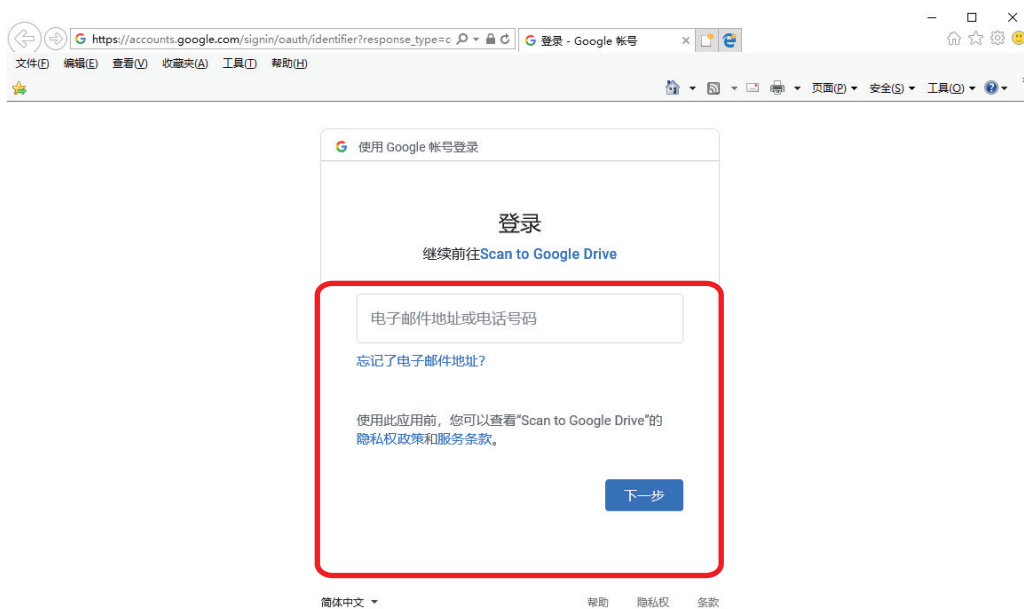 https://accounts.google.com/signin/oauth/identifier?response_type=c
登录 - Google 帐号
文件(F) 编辑(E) 查看(V) 收藏夹(A) 工具(T) 帮助(H)
页面(P) 安全(S) 工具(O)
使用 Google 帐号登录
登录
继续前往Scan to Google Drive
电子邮件地址或电话号码
忘记了电子邮件地址?
使用此应用前，您可以查看“Scan to Google Drive”的
隐私权政策和服务条款。
下一步
简体中文 帮助 隐私权 条款